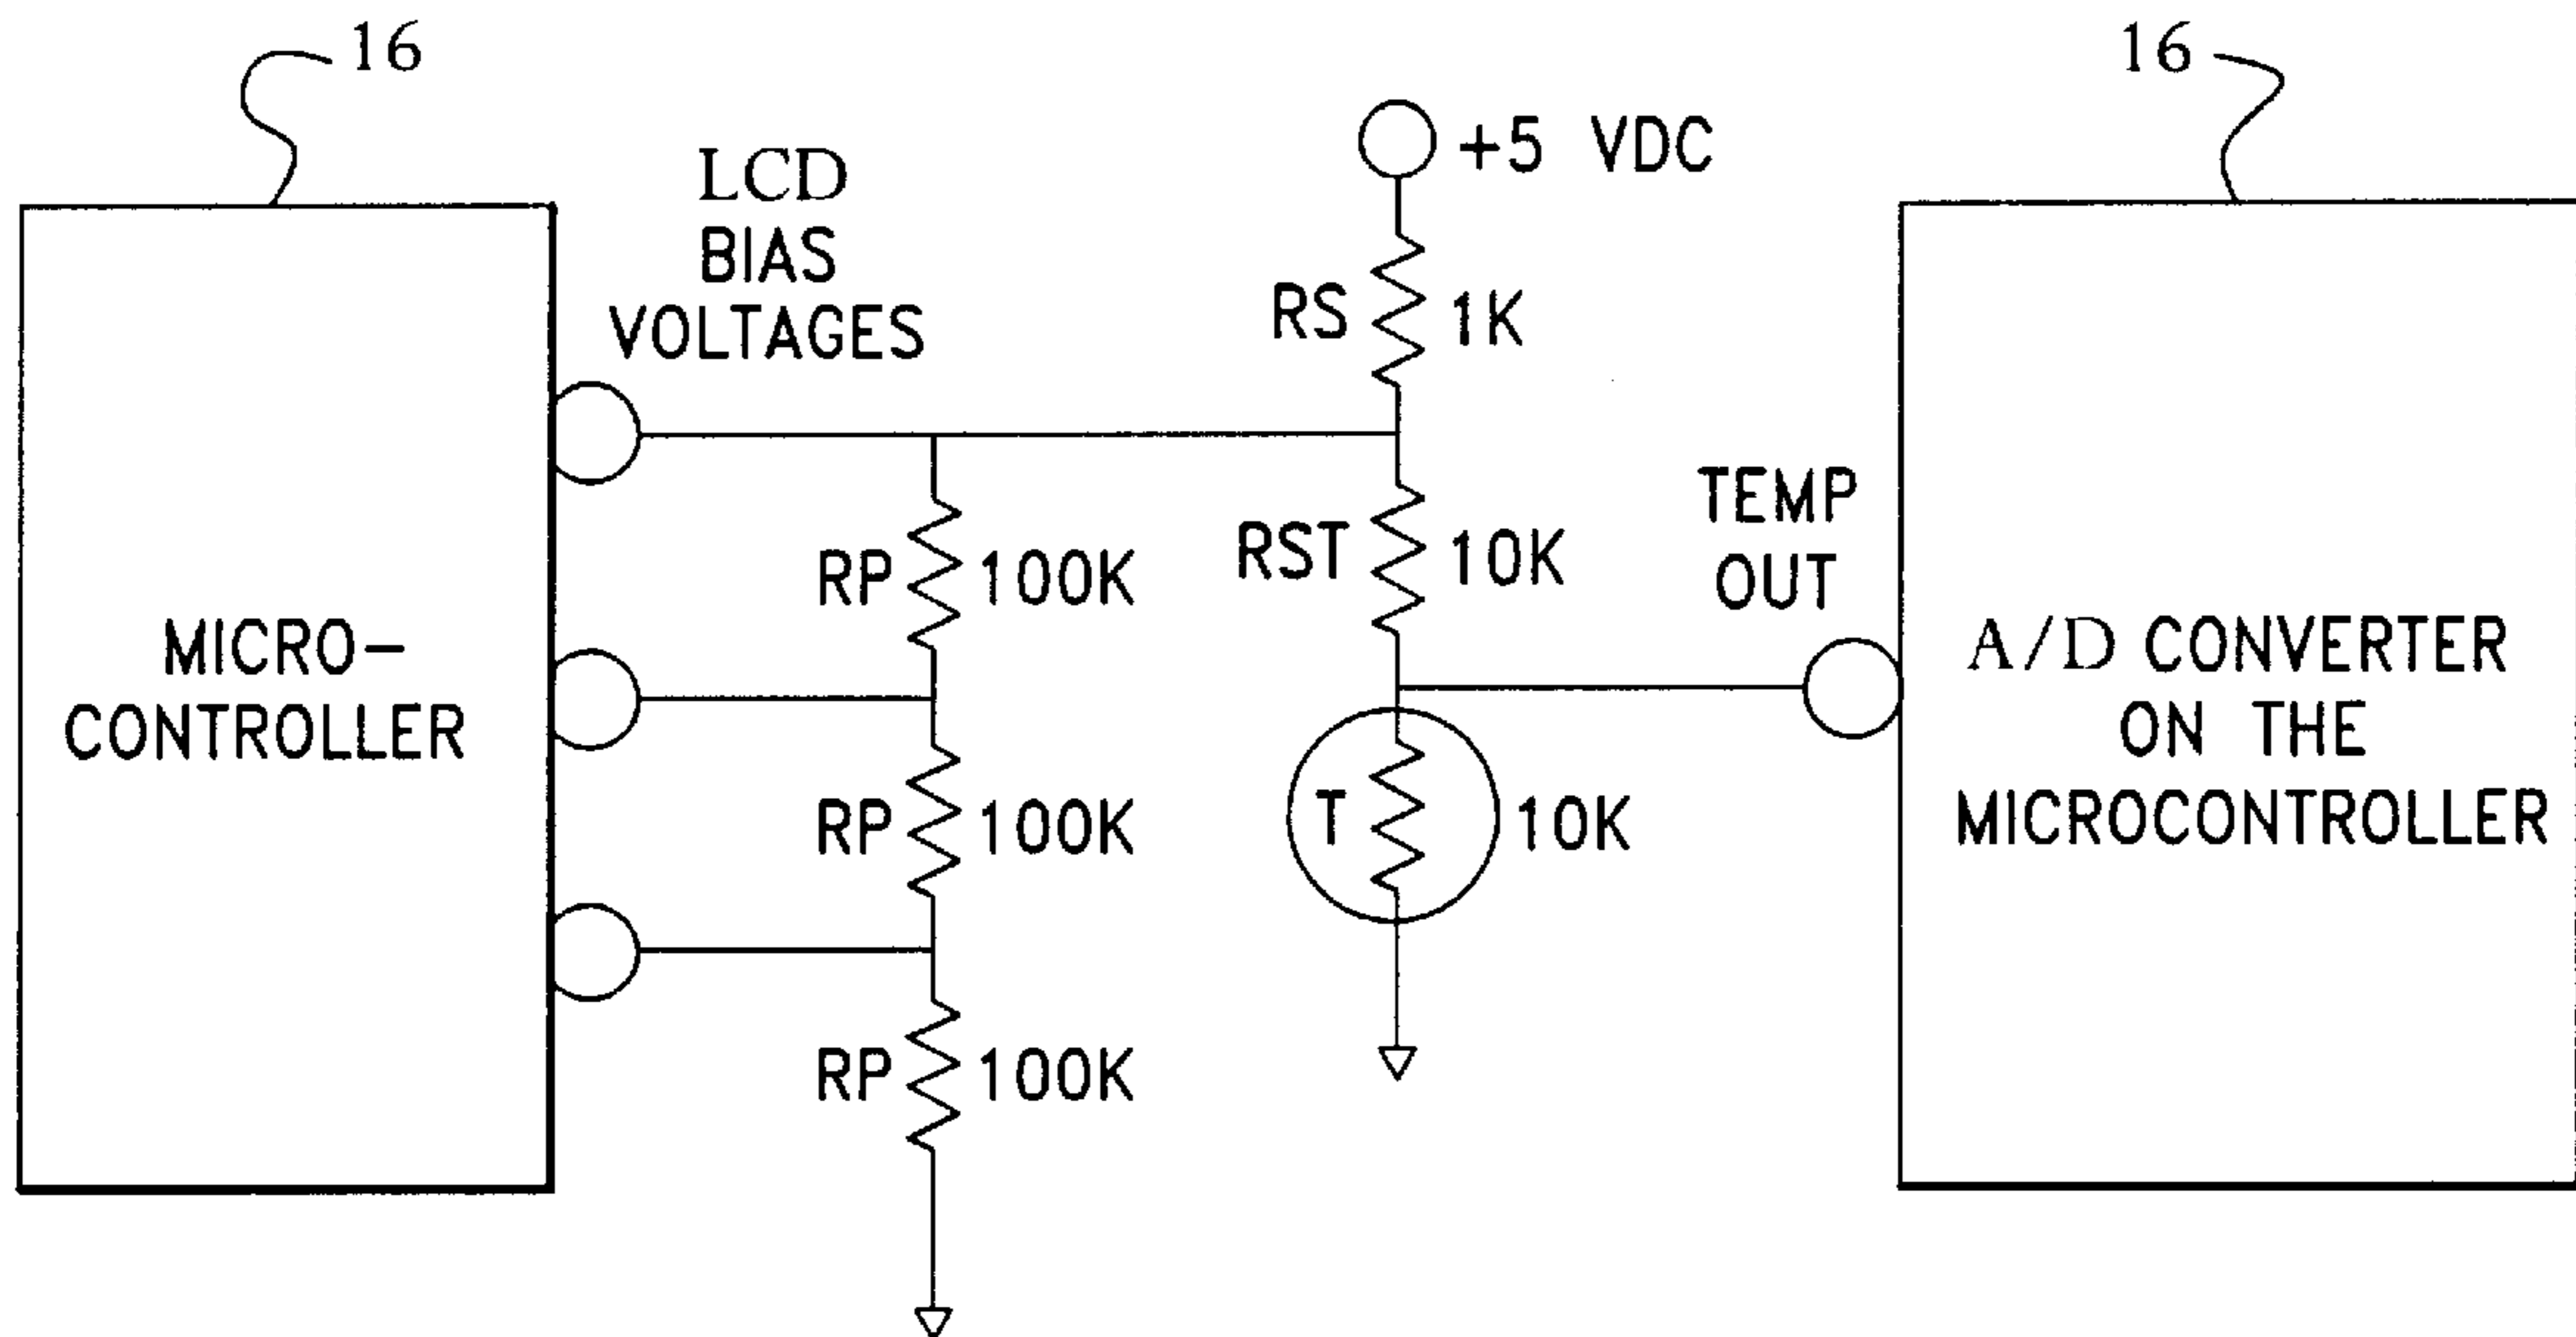 16
16
LCD
BIAS
VOLTAGES
+5 VDC
RS 1K
MICRO-
CONTROLLER
RP 100K
RST 10K
TEMP
OUT
A/D CONVERTER
ON THE
MICROCONTROLLER
RP 100K
T 10K
RP 100K